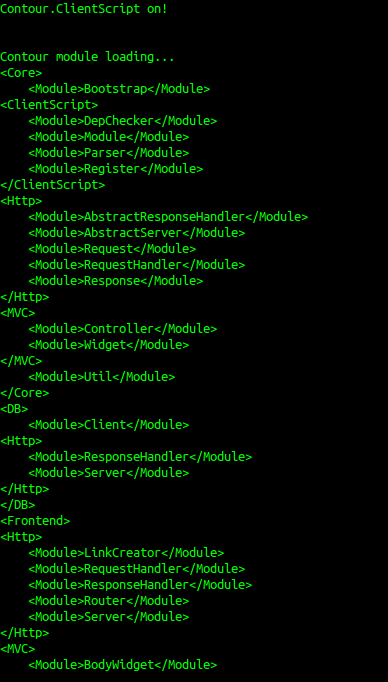 Contour.ClientScript on!
Contour module loading...
<Core>
<Module>Bootstrap</Module>
<ClientScript>
<Module>DepChecker</Module>
<Module>Module</Module>
<Module>Parser</Module>
<Module>Register</Module>
</ClientScript>
<Http>
<Module>AbstractResponseHandler</Module>
<Module>AbstractServer</Module>
<Module>Request</Module>
<Module>RequestHandler</Module>
<Module>Response</Module>
</Http>
<MVC>
<Module>Controller</Module>
<Module>Widget</Module>
</MVC>
<Module>Util</Module>
</Core>
<DB>
<Module>Client</Module>
<Http>
<Module>ResponseHandler</Module>
<Module>Server</Module>
</Http>
</DB>
<Frontend>
<Http>
<Module>LinkCreator</Module>
<Module>RequestHandler</Module>
<Module>ResponseHandler</Module>
<Module>Router</Module>
<Module>Server</Module>
</Http>
<MVC>
<Module>BodyWidget</Module>